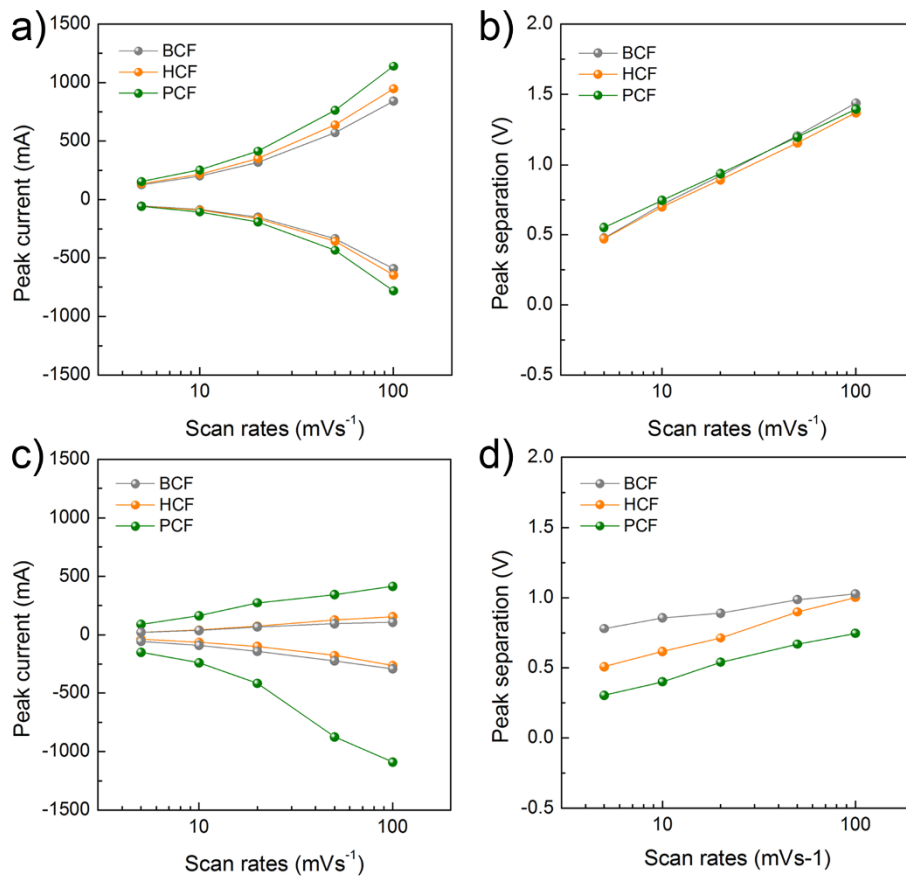 a)
1500
1000
500
0
-500
-1000
-1500
Peak current (mA)
BCF
HCF
PCF
10
100
Scan rates (mVs⁻¹)
b)
2.0
1.5
1.0
0.5
0.0
-0.5
Peak separation (V)
BCF
HCF
PCF
10
100
Scan rates (mVs⁻¹)
c)
1500
1000
500
0
-500
-1000
-1500
Peak current (mA)
BCF
HCF
PCF
10
100
Scan rates (mVs⁻¹)
d)
2.0
1.5
1.0
0.5
0.0
-0.5
Peak separation (V)
BCF
HCF
PCF
10
100
Scan rates (mVs-1)